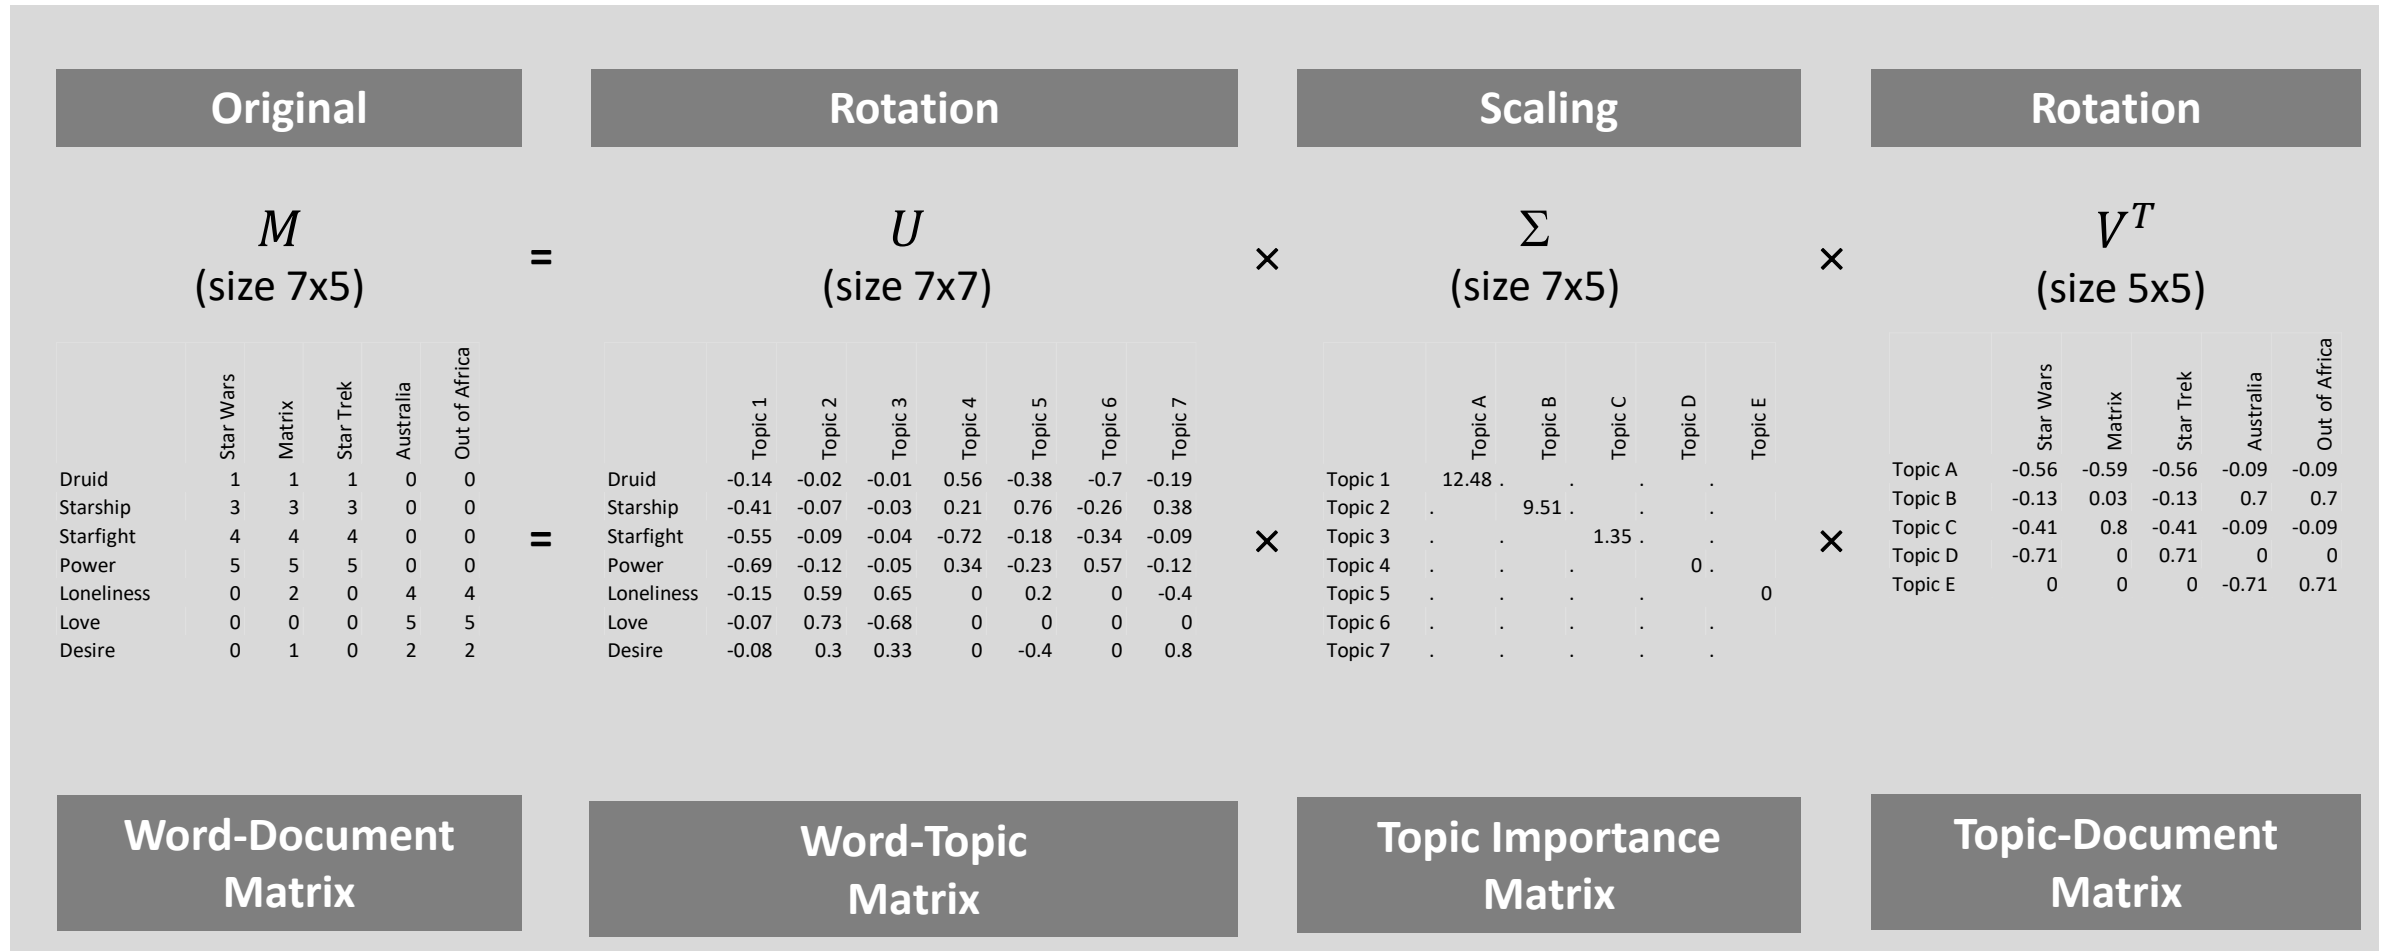 Original Rotation Scaling Rotation
M = U × Σ × V^T
(size 7x5) (size 7x7) (size 7x5) (size 5x5)
Star Wars Matrix Star Trek Australia Out of Africa
Druid 1 1 1 0 0
Starship 3 3 3 0 0
Starfight 4 4 4 0 0
Power 5 5 5 0 0
Loneliness 0 2 0 4 4
Love 0 0 0 5 5
Desire 0 1 0 2 2
=
Topic 1 Topic 2 Topic 3 Topic 4 Topic 5 Topic 6 Topic 7
Druid -0.14 -0.02 -0.01 0.56 -0.38 -0.7 -0.19
Starship -0.41 -0.07 -0.03 0.21 0.76 -0.26 0.38
Starfight -0.55 -0.09 -0.04 -0.72 -0.18 -0.34 -0.09
Power -0.69 -0.12 -0.05 0.34 -0.23 0.57 -0.12
Loneliness -0.15 0.59 0.65 0 0.2 0 -0.4
Love -0.07 0.73 -0.68 0 0 0 0
Desire -0.08 0.3 0.33 0 -0.4 0 0.8
×
Topic A Topic B Topic C Topic D Topic E
Topic 1 12.48 . . . .
Topic 2 . 9.51 . . .
Topic 3 . . 1.35 . .
Topic 4 . . . 0 .
Topic 5 . . . . 0
Topic 6 . . . . .
Topic 7 . . . . .
×
Star Wars Matrix Star Trek Australia Out of Africa
Topic A -0.56 -0.59 -0.56 -0.09 -0.09
Topic B -0.13 0.03 -0.13 0.7 0.7
Topic C -0.41 0.8 -0.41 -0.09 -0.09
Topic D -0.71 0 0.71 0 0
Topic E 0 0 0 -0.71 0.71
Word-Document
Matrix
Word-Topic
Matrix
Topic Importance
Matrix
Topic-Document
Matrix